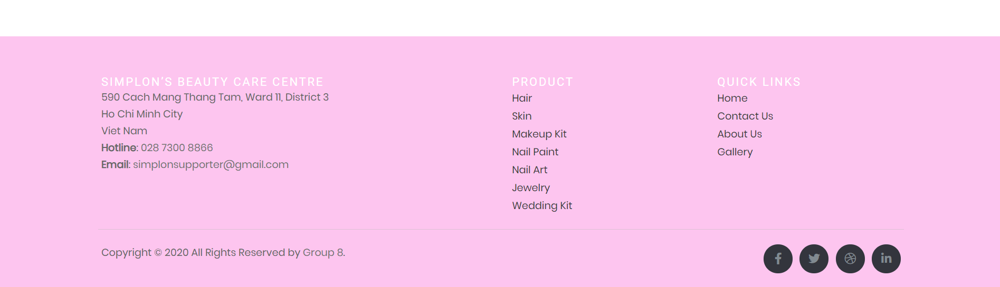 SIMPLON'S BEAUTY CARE CENTRE
590 Cach Mang Thang Tam, Ward 11, District 3
Ho Chi Minh City
Viet Nam
Hotline: 028 7300 8866
Email: simplonsupporter@gmail.com
PRODUCT
Hair
Skin
Makeup Kit
Nail Paint
Nail Art
Jewelry
Wedding Kit
QUICK LINKS
Home
Contact Us
About Us
Gallery
Copyright © 2020 All Rights Reserved by Group 8.